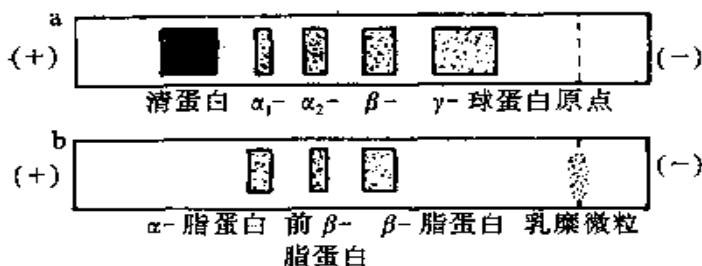 a
(+) (−)
清蛋白 α₁- α₂- β- γ-球蛋白原点
b
(+) (−)
α-脂蛋白 前β- β-脂蛋白 乳糜微粒
脂蛋白